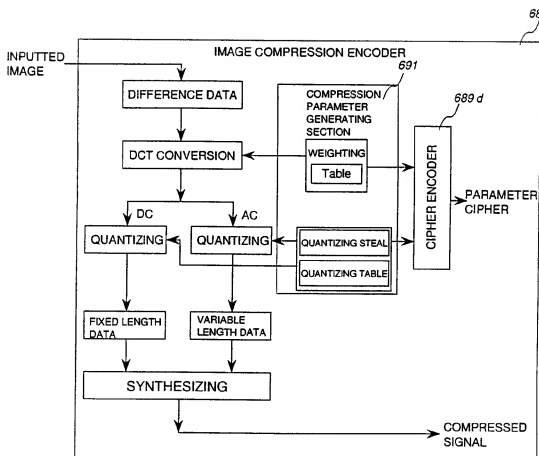 68
INPUTTED
IMAGE
IMAGE COMPRESSION ENCODER
691
DIFFERENCE DATA
COMPRESSION
PARAMETER
GENERATING
SECTION
689 d
DCT CONVERSION
WEIGHTING
Table
CIPHER ENCODER
PARAMETER
CIPHER
DC
AC
QUANTIZING
QUANTIZING
QUANTIZING STEAL
QUANTIZING TABLE
FIXED LENGTH
DATA
VARIABLE
LENGTH DATA
SYNTHESIZING
COMPRESSED
SIGNAL